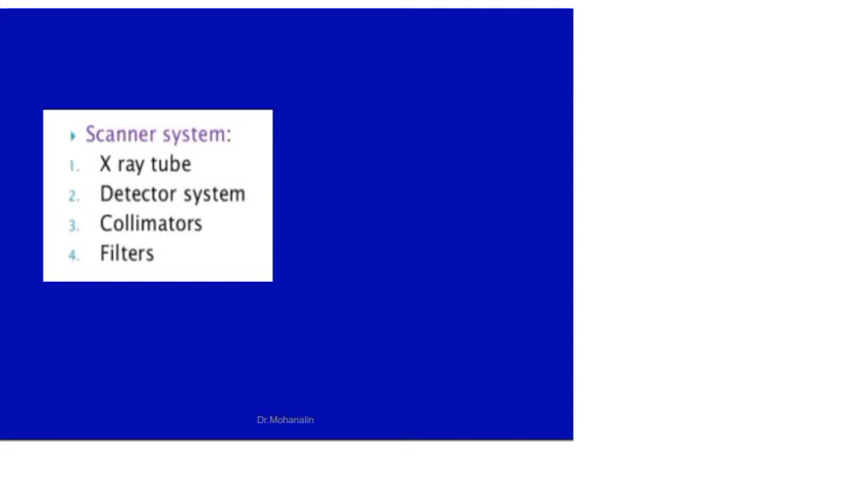 Scanner system:
1. X ray tube
2. Detector system
3. Collimators
4. Filters
Dr.Mohanalin